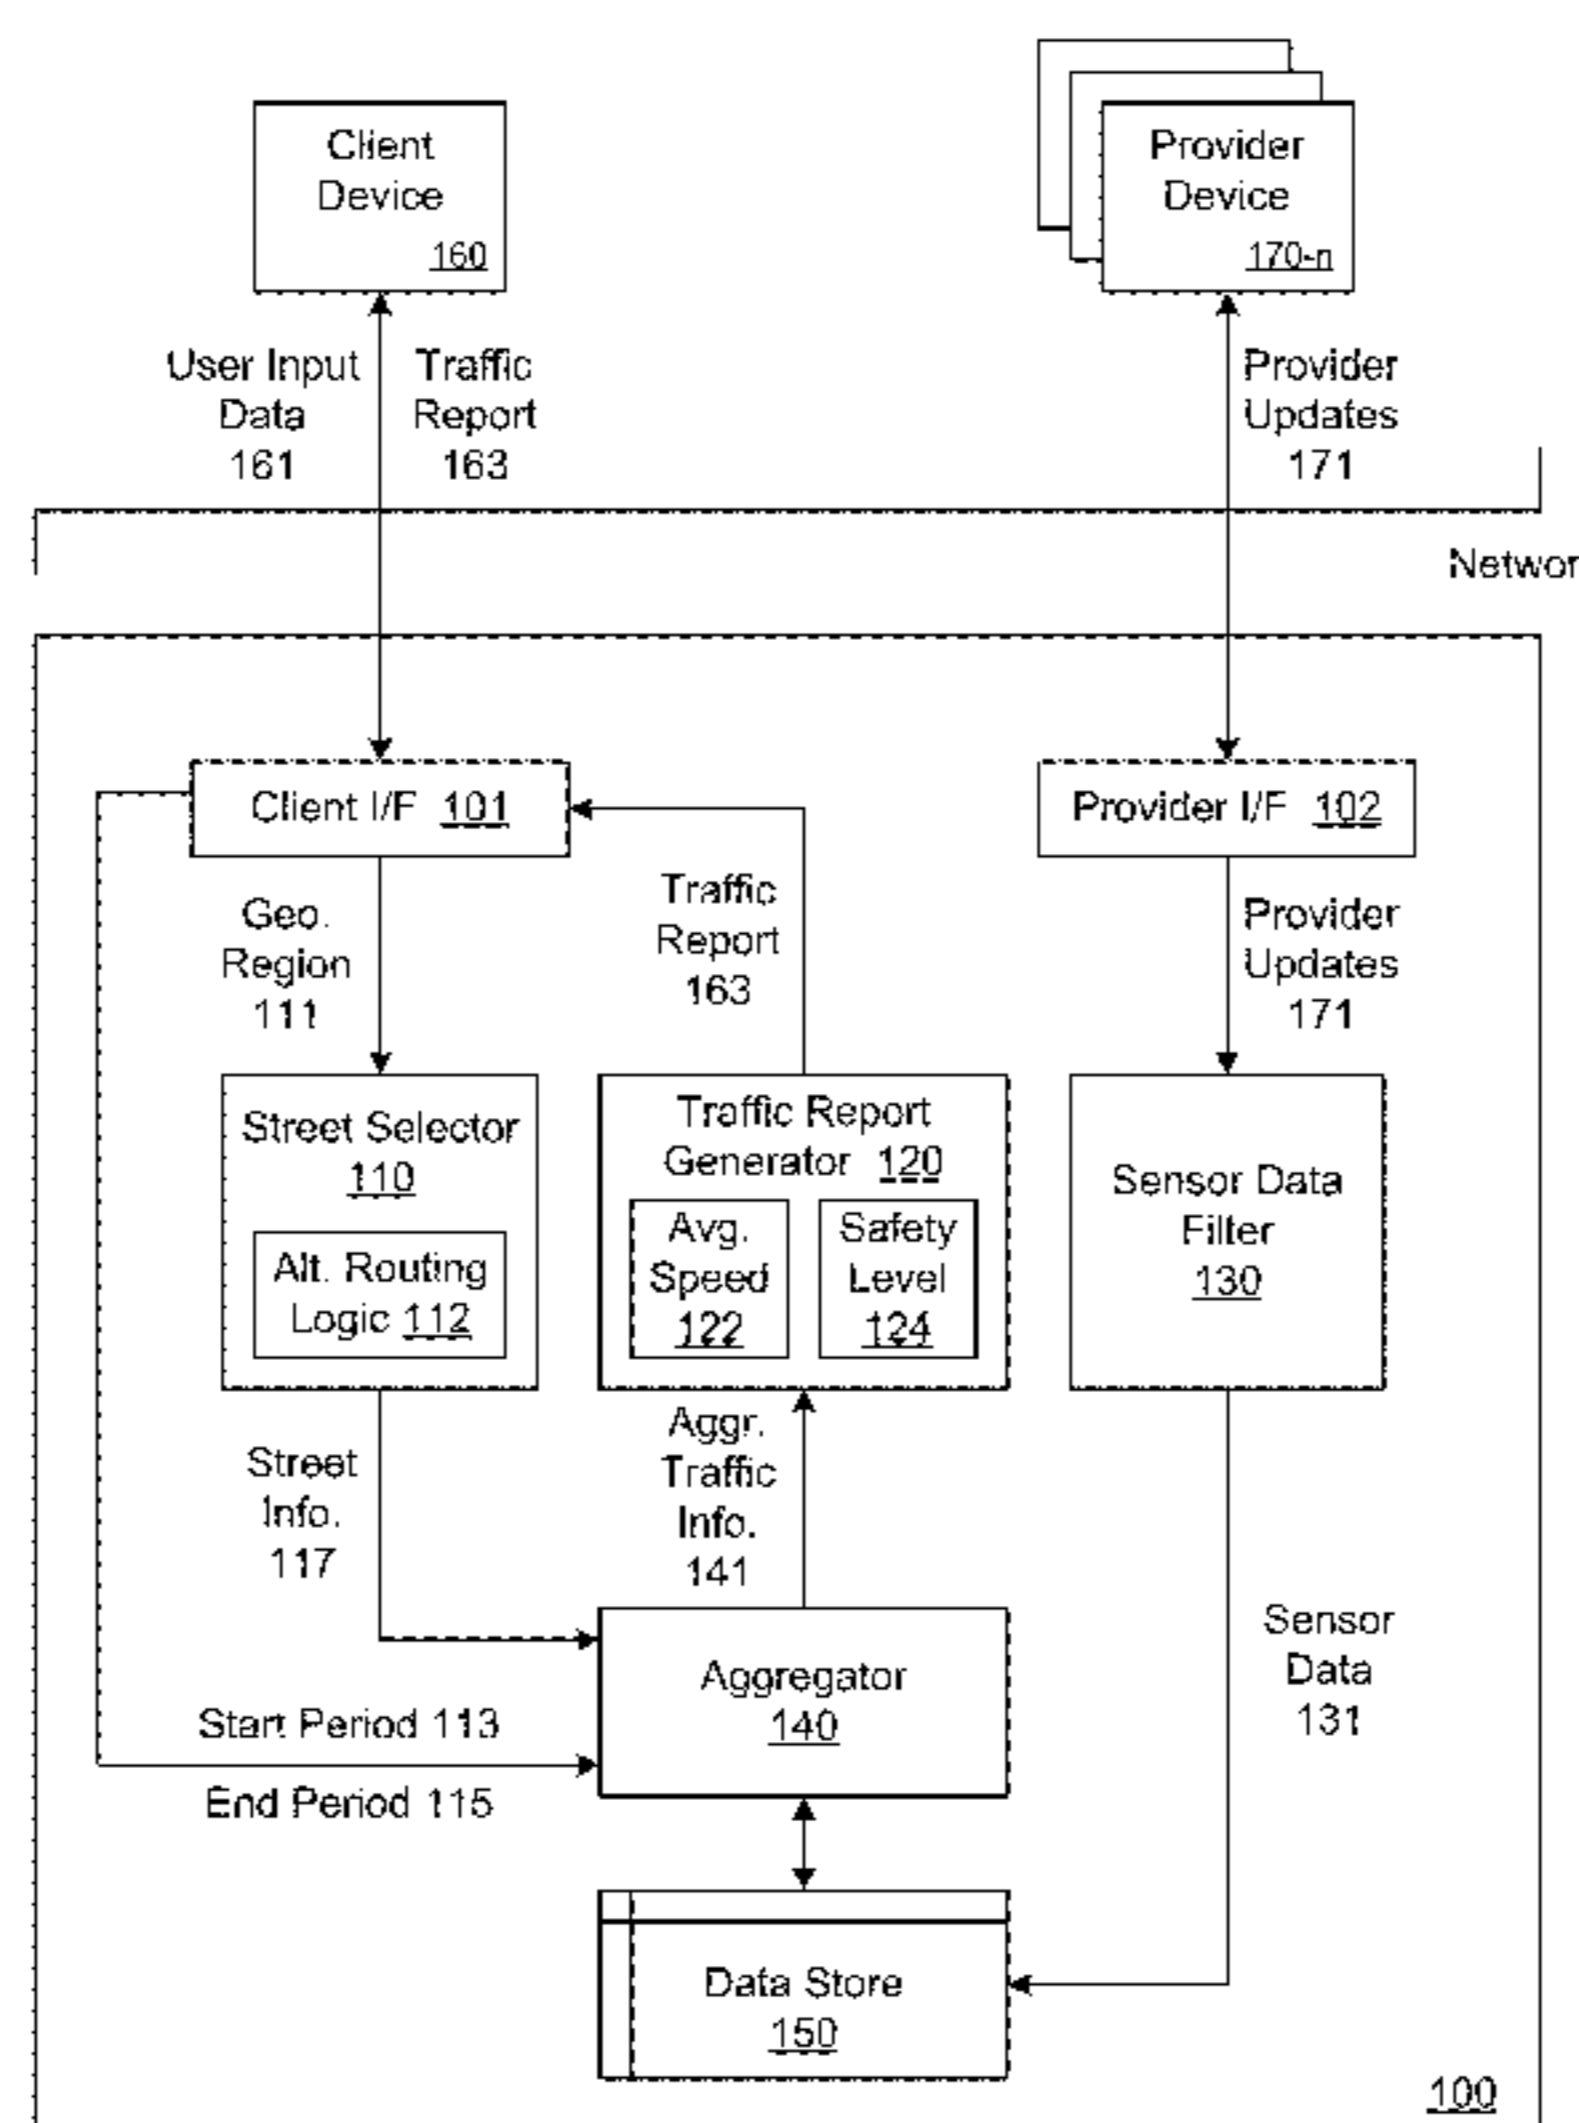 Client
Device
160
Provider
Device
170-n
User Input
Data
161
Traffic
Report
163
Provider
Updates
171
Networ
Client I/F 101
Provider I/F 102
Geo.
Region
111
Traffic
Report
163
Provider
Updates
171
Street Selector
110
Alt. Routing
Logic 112
Traffic Report
Generator 120
Avg.
Speed
122
Safety
Level
124
Sensor Data
Filter
130
Street
Info.
117
Aggr.
Traffic
Info.
141
Sensor
Data
131
Aggregator
140
Start Period 113
End Period 115
Data Store
150
100